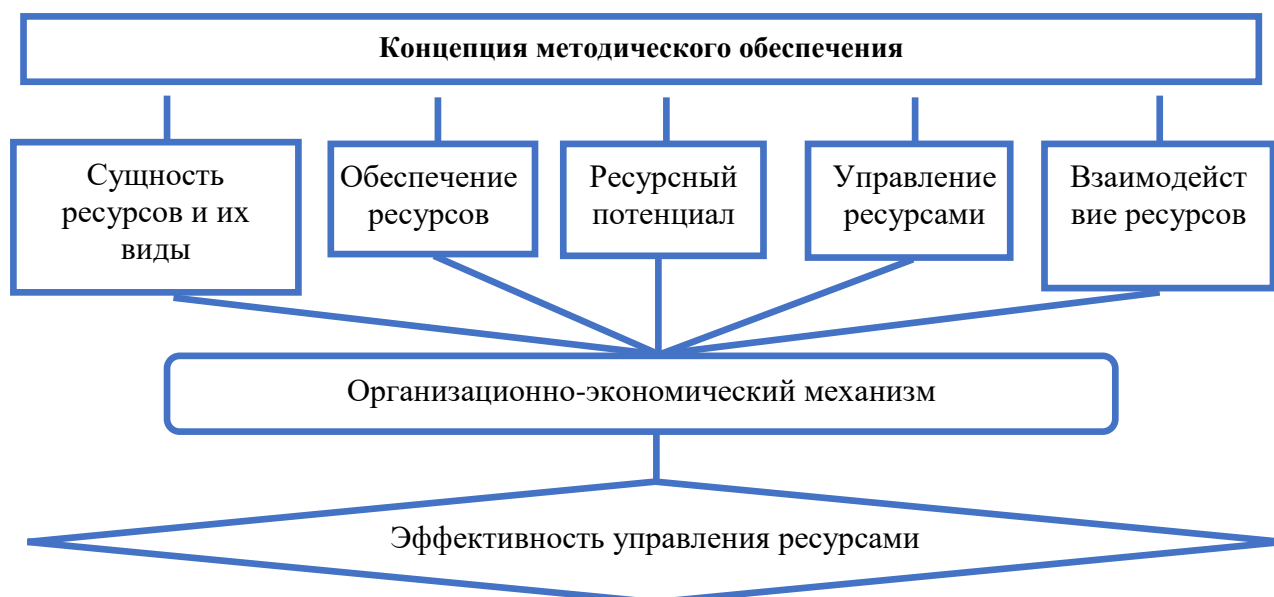 Концепция методического обеспечения
Сущность
ресурсов и их
виды
Обеспечение
ресурсов
Ресурсный
потенциал
Управление
ресурсами
Взаимодейст
вие ресурсов
Организационно-экономический механизм
Эффективность управления ресурсами